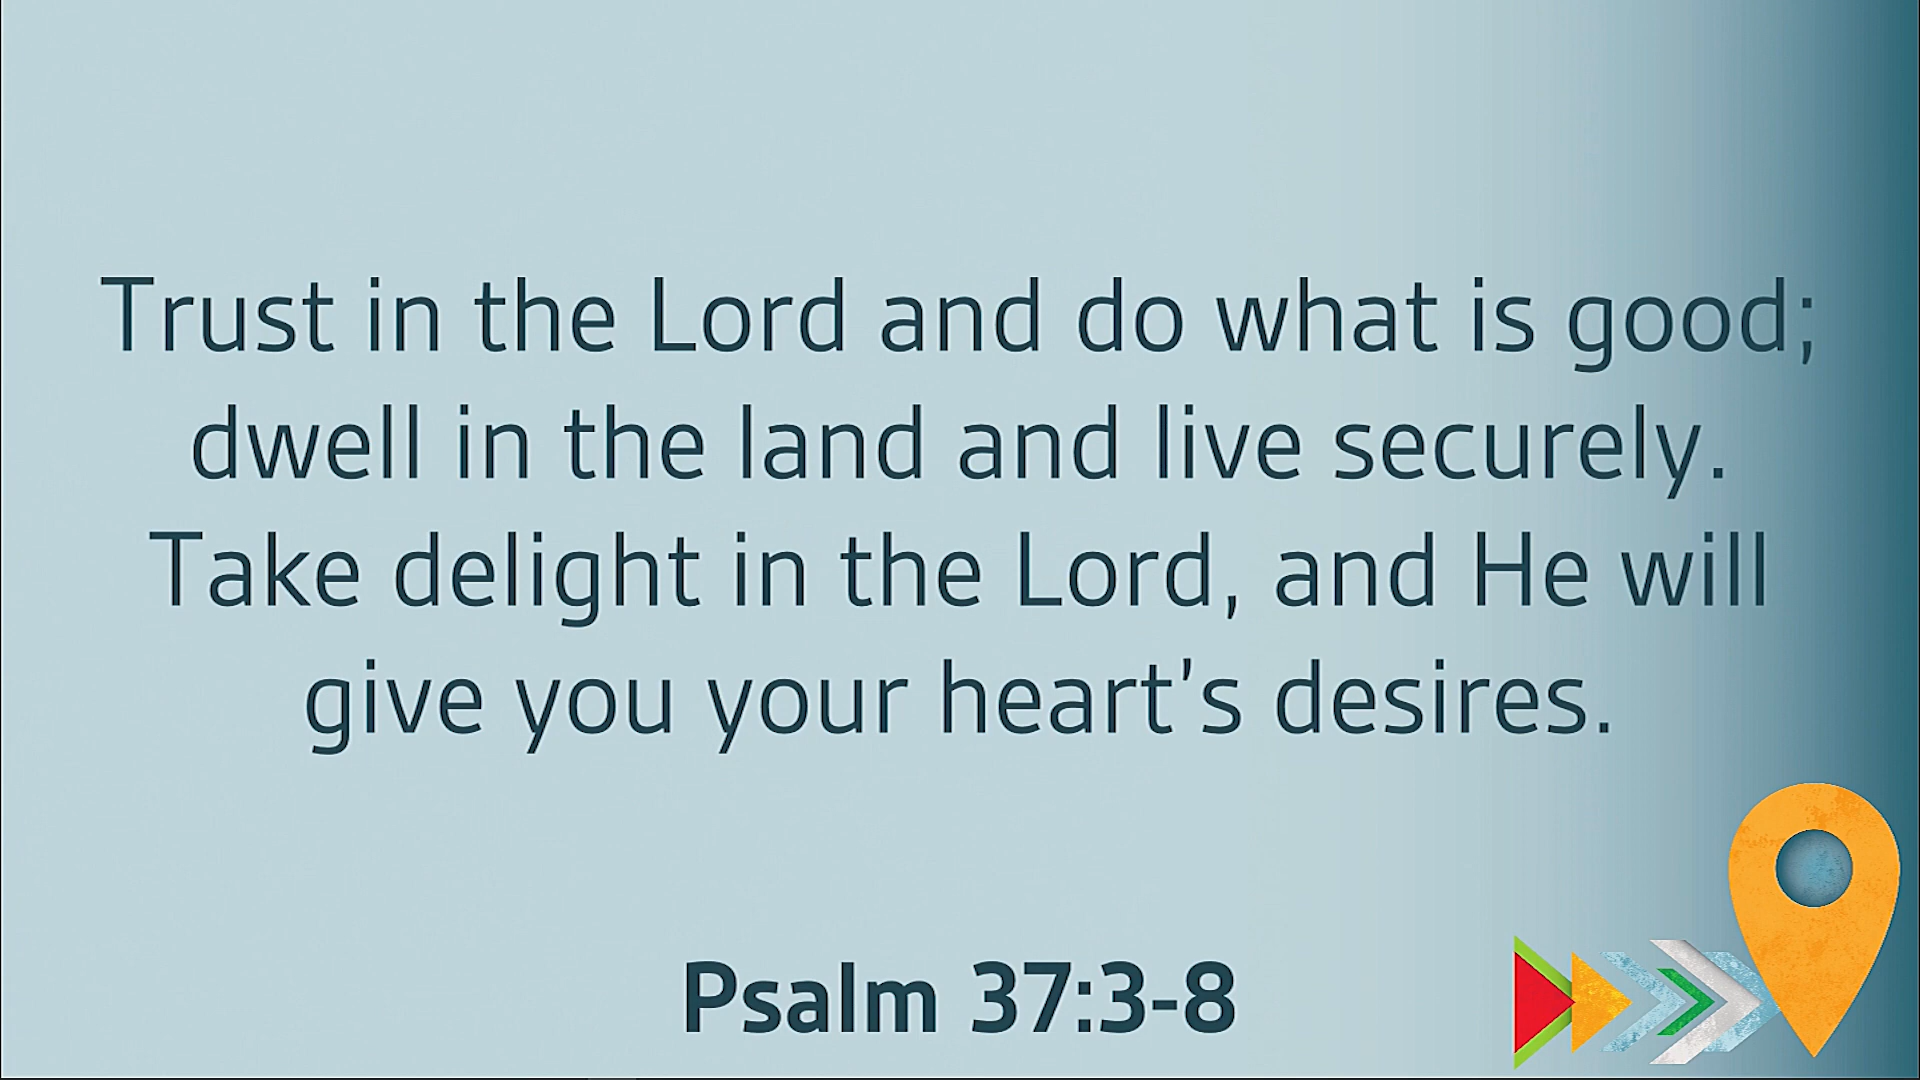 Trust in the Lord and do what is good;
dwell in the land and live securely.
Take delight in the Lord, and He will
give you your heart's desires.
Psalm 37:3-8